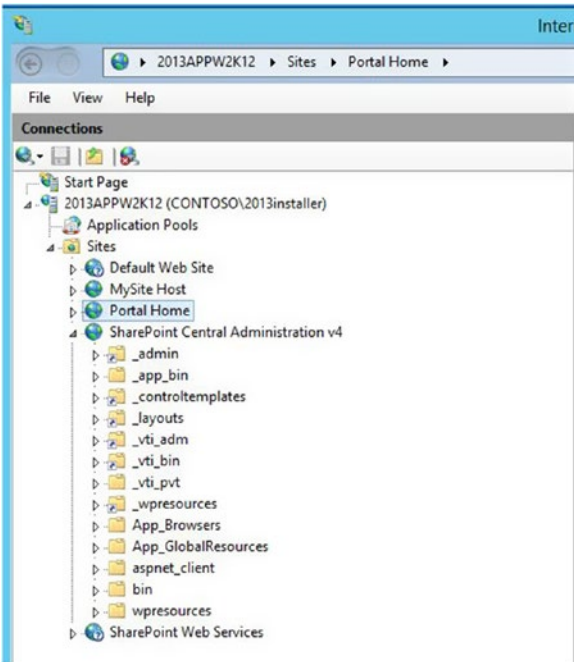 Inter
2013APPW2K12 Sites Portal Home
File View Help
Connections
Start Page
2013APPW2K12 (CONTOSO\2013installer)
Application Pools
Sites
Default Web Site
MySite Host
Portal Home
SharePoint Central Administration v4
_admin
_app_bin
_controltemplates
_layouts
_vti_adm
_vti_bin
_vti_pvt
_wpresources
App_Browsers
App_GlobalResources
aspnet_client
bin
wpresources
SharePoint Web Services